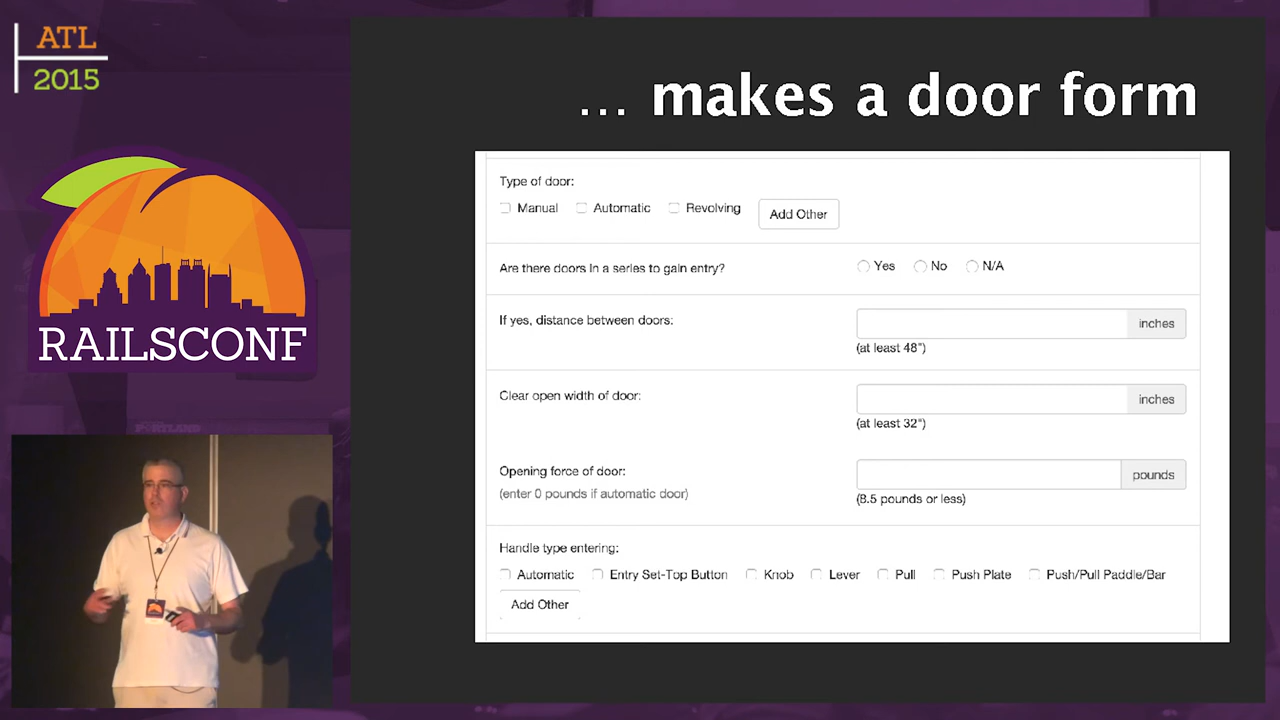 ATL
2015
RAILSCONF
... makes a door form
Type of door:
Manual Automatic Revolving Add Other
Are there doors in a series to gain entry? Yes No N/A
If yes, distance between doors: inches
(at least 48")
Clear open width of door: inches
(at least 32")
Opening force of door: pounds
(enter 0 pounds if automatic door) (8.5 pounds or less)
Handle type entering:
Automatic Entry Set-Top Button Knob Lever Pull Push Plate Push/Pull Paddle/Bar
Add Other
PORTLAND